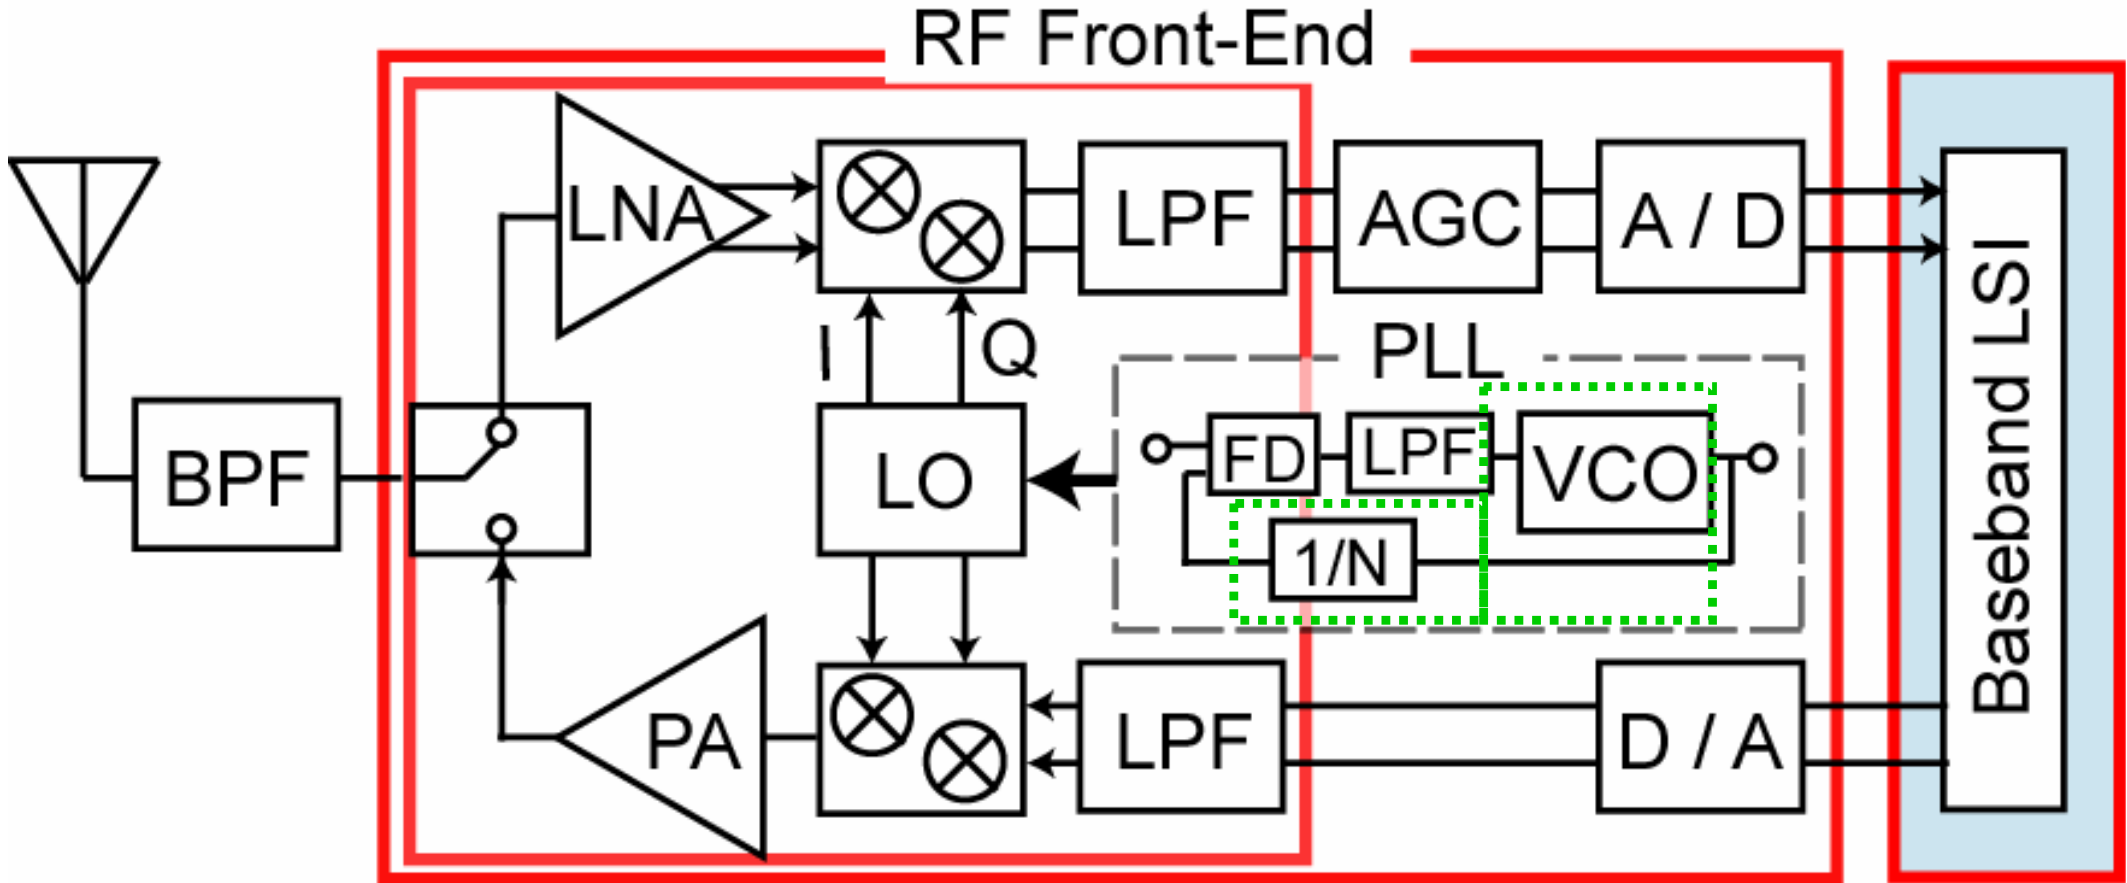 RF Front-End
LNA
LPF
AGC
A / D
I
Q
PLL
BPF
LO
FD
LPF
VCO
1/N
PA
LPF
D / A
Baseband LSI